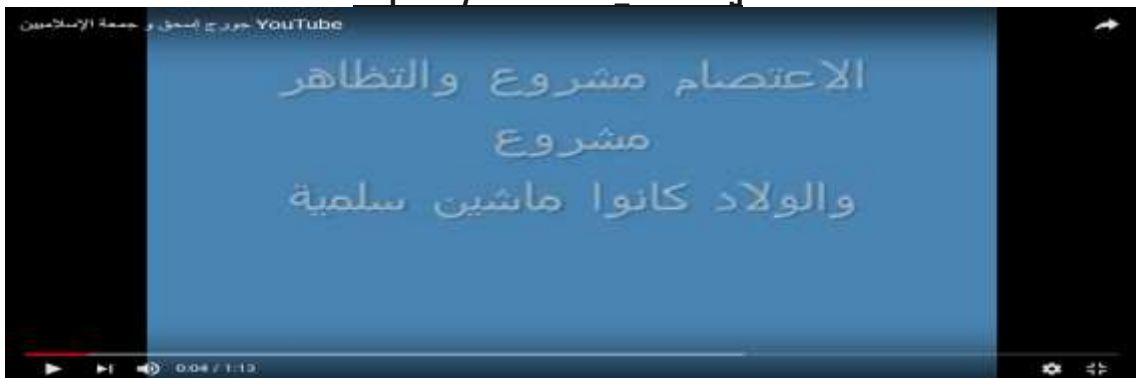 جورج إسحق و جمعة الإسلاميين YouTube
الاعتصام مشروع والتظاهر
مشروع
والولاد كانوا ماشين سلمية
0:04 / 1:13